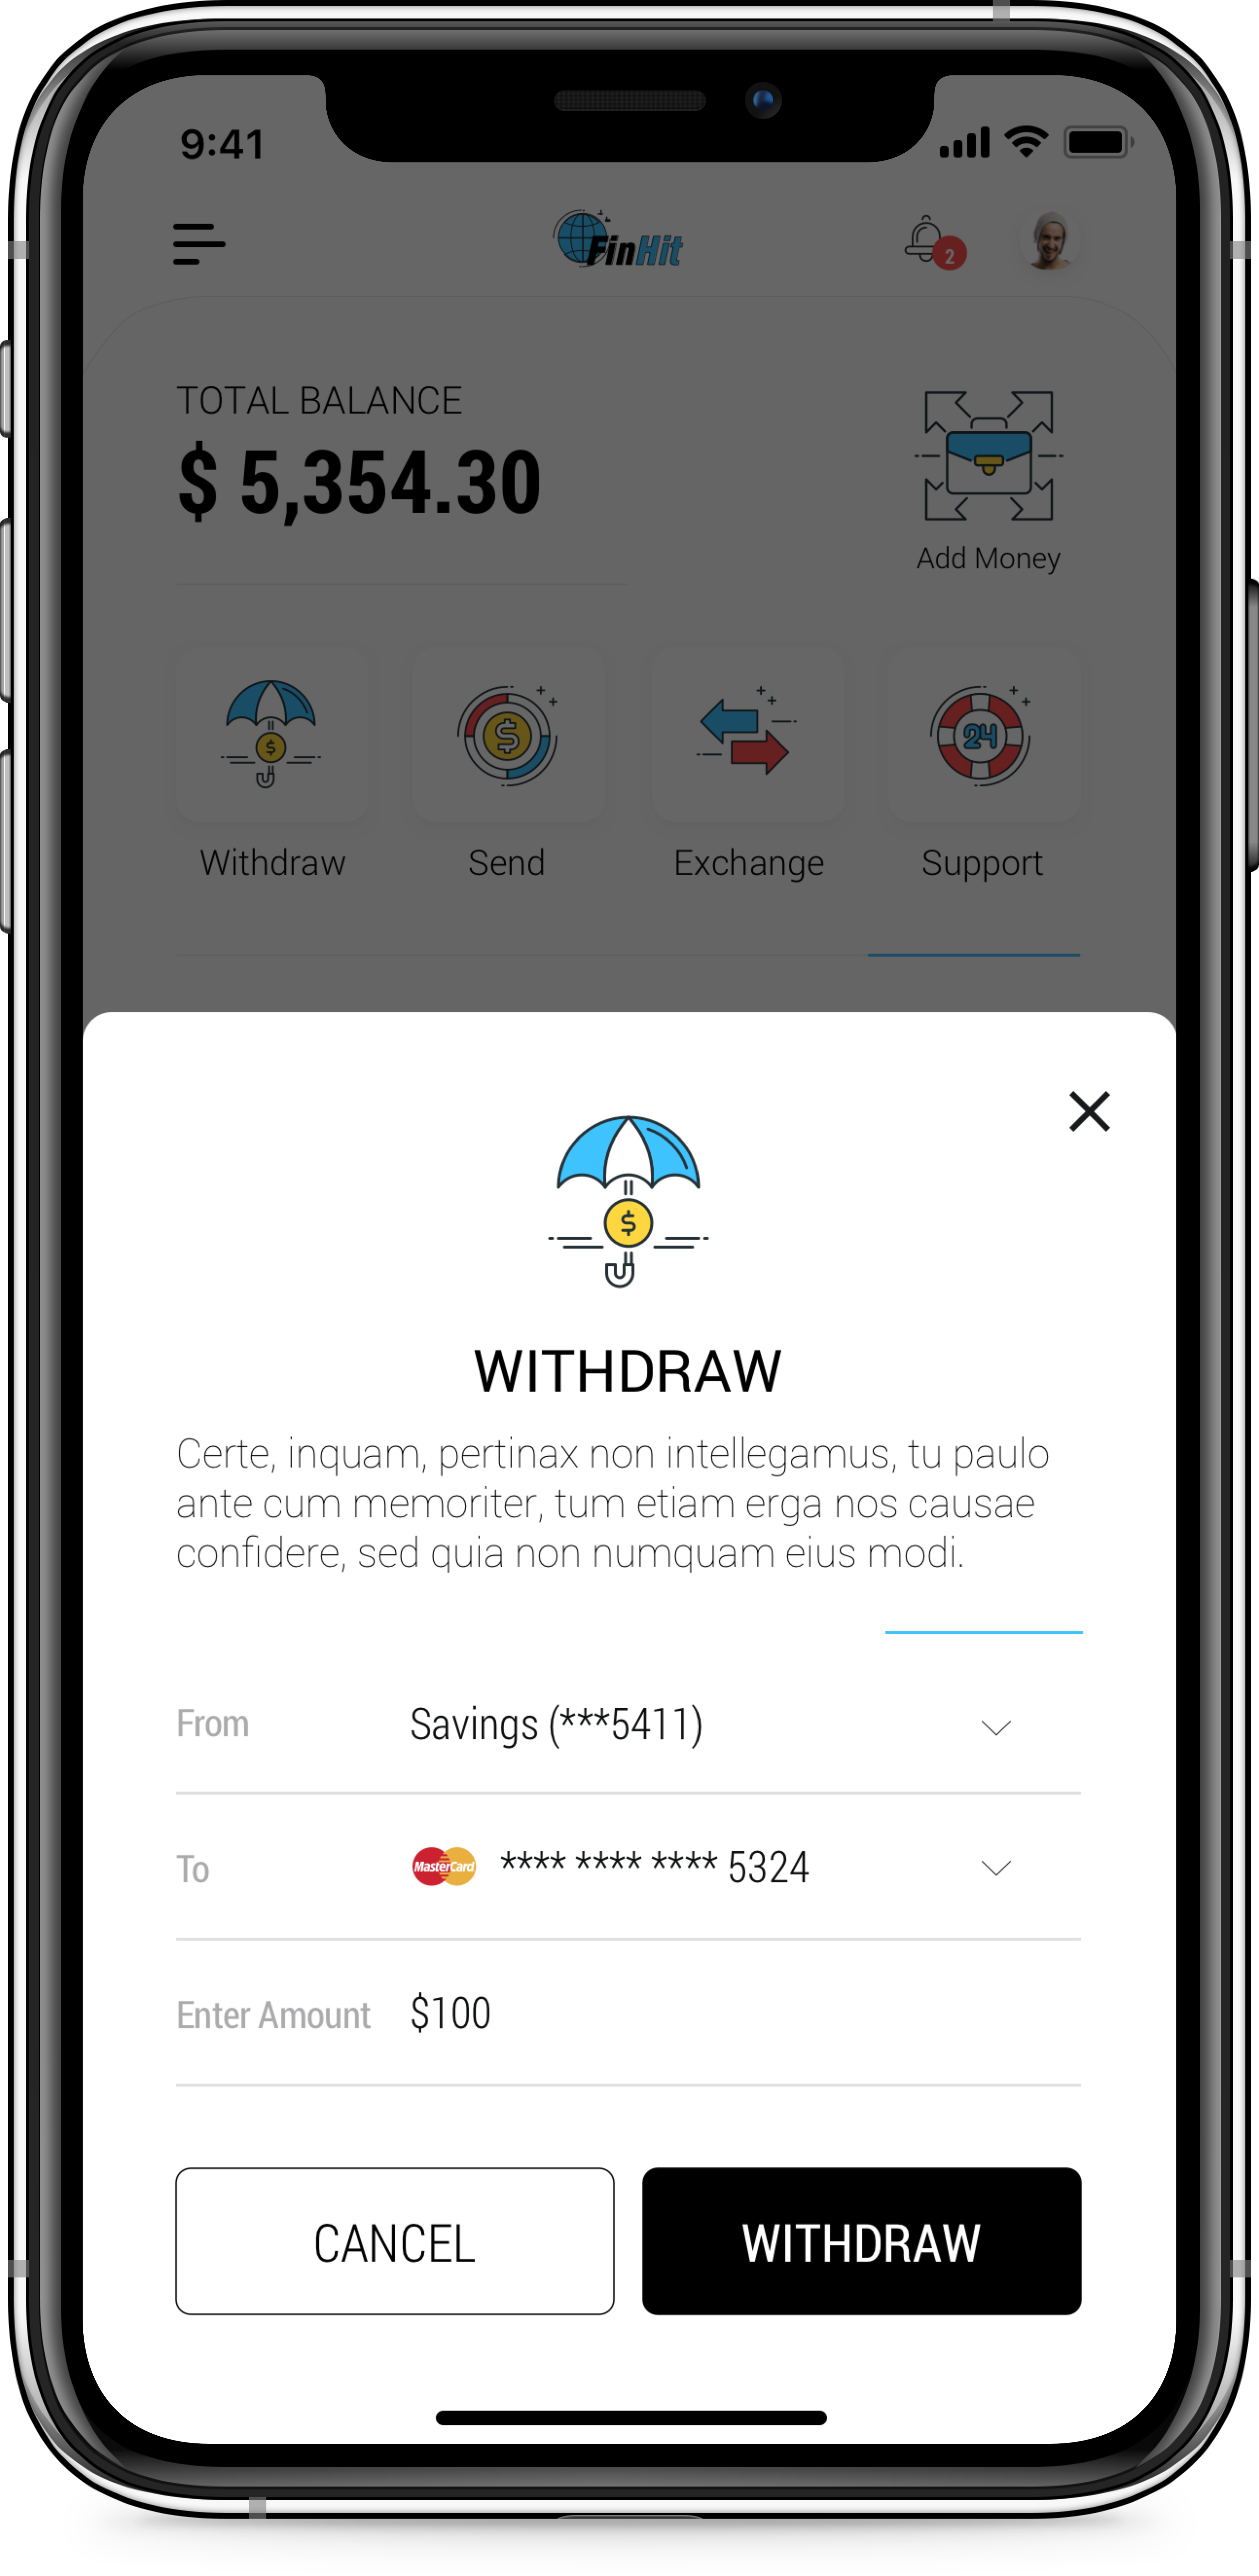 9:41
FinHit
2
TOTAL BALANCE
$ 5,354.30
Add Money
$
$
24
Withdraw
Send
Exchange
Support
$
WITHDRAW
Certe, inquam, pertinax non intellegamus, tu paulo
ante cum memoriter, tum etiam erga nos causae
confidere, sed quia non numquam eius modi.
From
Savings (***5411)
To
MasterCard
**** **** **** 5324
Enter Amount
$100
CANCEL
WITHDRAW